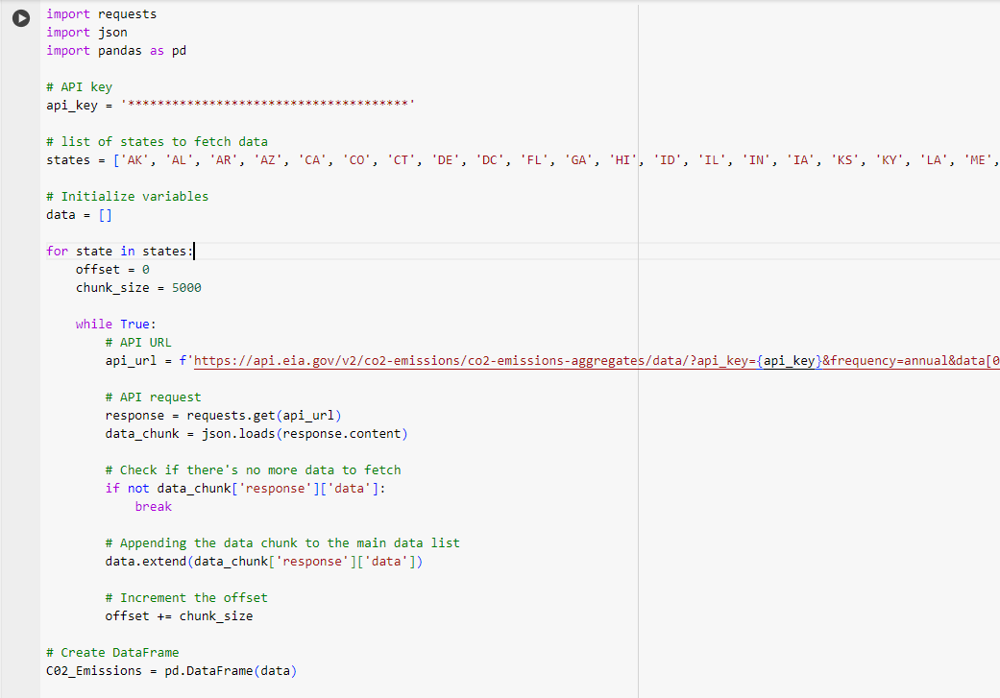 import requests
import json
import pandas as pd
# API key
api_key = '**************************************'
# list of states to fetch data
states = ['AK', 'AL', 'AR', 'AZ', 'CA', 'CO', 'CT', 'DE', 'DC', 'FL', 'GA', 'HI', 'ID', 'IL', 'IN', 'IA', 'KS', 'KY', 'LA', 'ME',
# Initialize variables
data = []
for state in states:
    offset = 0
    chunk_size = 5000
    while True:
        # API URL
        api_url = f'https://api.eia.gov/v2/co2-emissions/co2-emissions-aggregates/data/?api_key={api_key}&frequency=annual&data[0
        # API request
        response = requests.get(api_url)
        data_chunk = json.loads(response.content)
        # Check if there's no more data to fetch
        if not data_chunk['response']['data']:
            break
        # Appending the data chunk to the main data list
        data.extend(data_chunk['response']['data'])
        # Increment the offset
        offset += chunk_size
# Create DataFrame
C02_Emissions = pd.DataFrame(data)